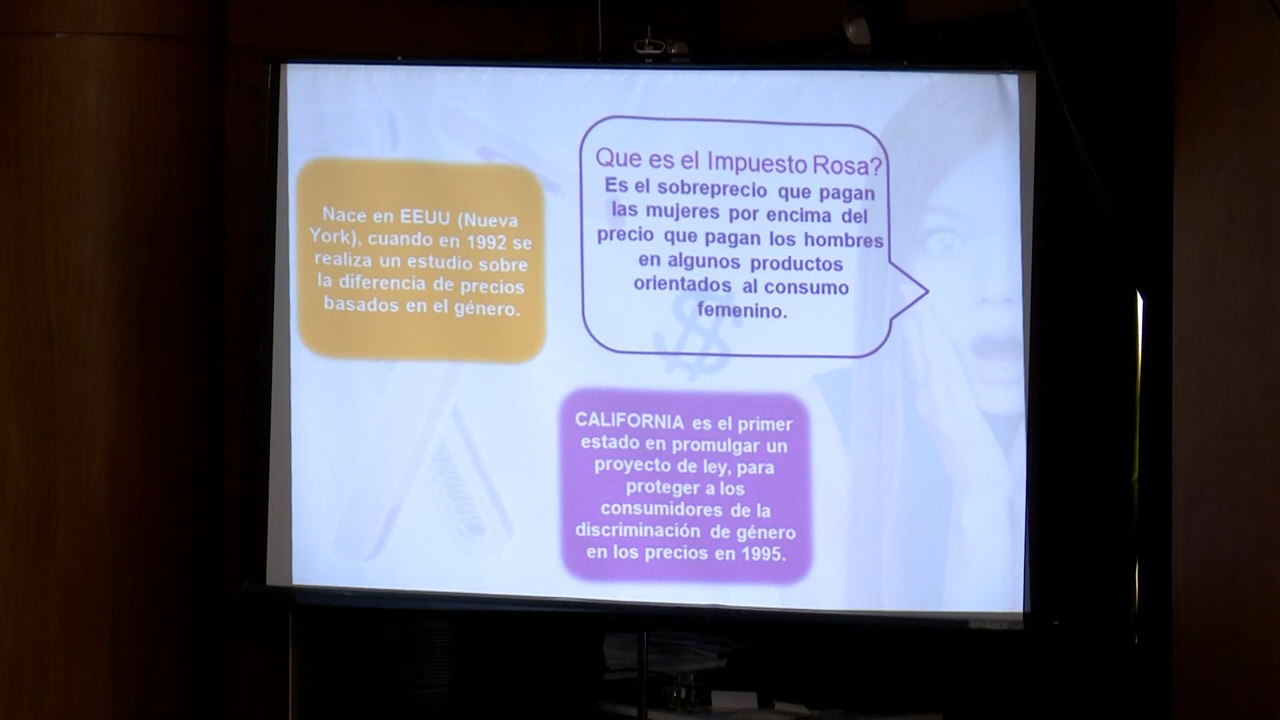 Que es el Impuesto Rosa?
Es el sobreprecio que pagan
las mujeres por encima del
precio que pagan los hombres
en algunos productos
orientados al consumo
femenino.
Nace en EEUU (Nueva
York), cuando en 1992 se
realiza un estudio sobre
la diferencia de precios
basados en el género.
$
CALIFORNIA es el primer
estado en promulgar un
proyecto de ley, para
proteger a los
consumidores de la
discriminación de género
en los precios en 1995.